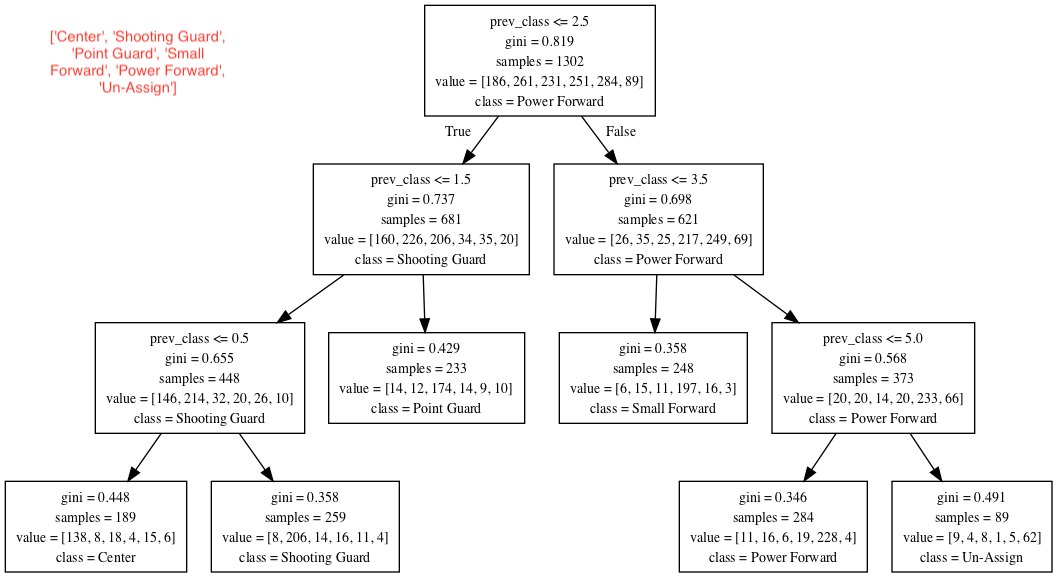 ['Center', 'Shooting Guard',
'Point Guard', 'Small
Forward', 'Power Forward',
'Un-Assign']
prev_class <= 2.5
gini = 0.819
samples = 1302
value = [186, 261, 231, 251, 284, 89]
class = Power Forward
True
False
prev_class <= 1.5
gini = 0.737
samples = 681
value = [160, 226, 206, 34, 35, 20]
class = Shooting Guard
prev_class <= 3.5
gini = 0.698
samples = 621
value = [26, 35, 25, 217, 249, 69]
class = Power Forward
prev_class <= 0.5
gini = 0.655
samples = 448
value = [146, 214, 32, 20, 26, 10]
class = Shooting Guard
gini = 0.429
samples = 233
value = [14, 12, 174, 14, 9, 10]
class = Point Guard
gini = 0.358
samples = 248
value = [6, 15, 11, 197, 16, 3]
class = Small Forward
prev_class <= 5.0
gini = 0.568
samples = 373
value = [20, 20, 14, 20, 233, 66]
class = Power Forward
gini = 0.448
samples = 189
value = [138, 8, 18, 4, 15, 6]
class = Center
gini = 0.358
samples = 259
value = [8, 206, 14, 16, 11, 4]
class = Shooting Guard
gini = 0.346
samples = 284
value = [11, 16, 6, 19, 228, 4]
class = Power Forward
gini = 0.491
samples = 89
value = [9, 4, 8, 1, 5, 62]
class = Un-Assign